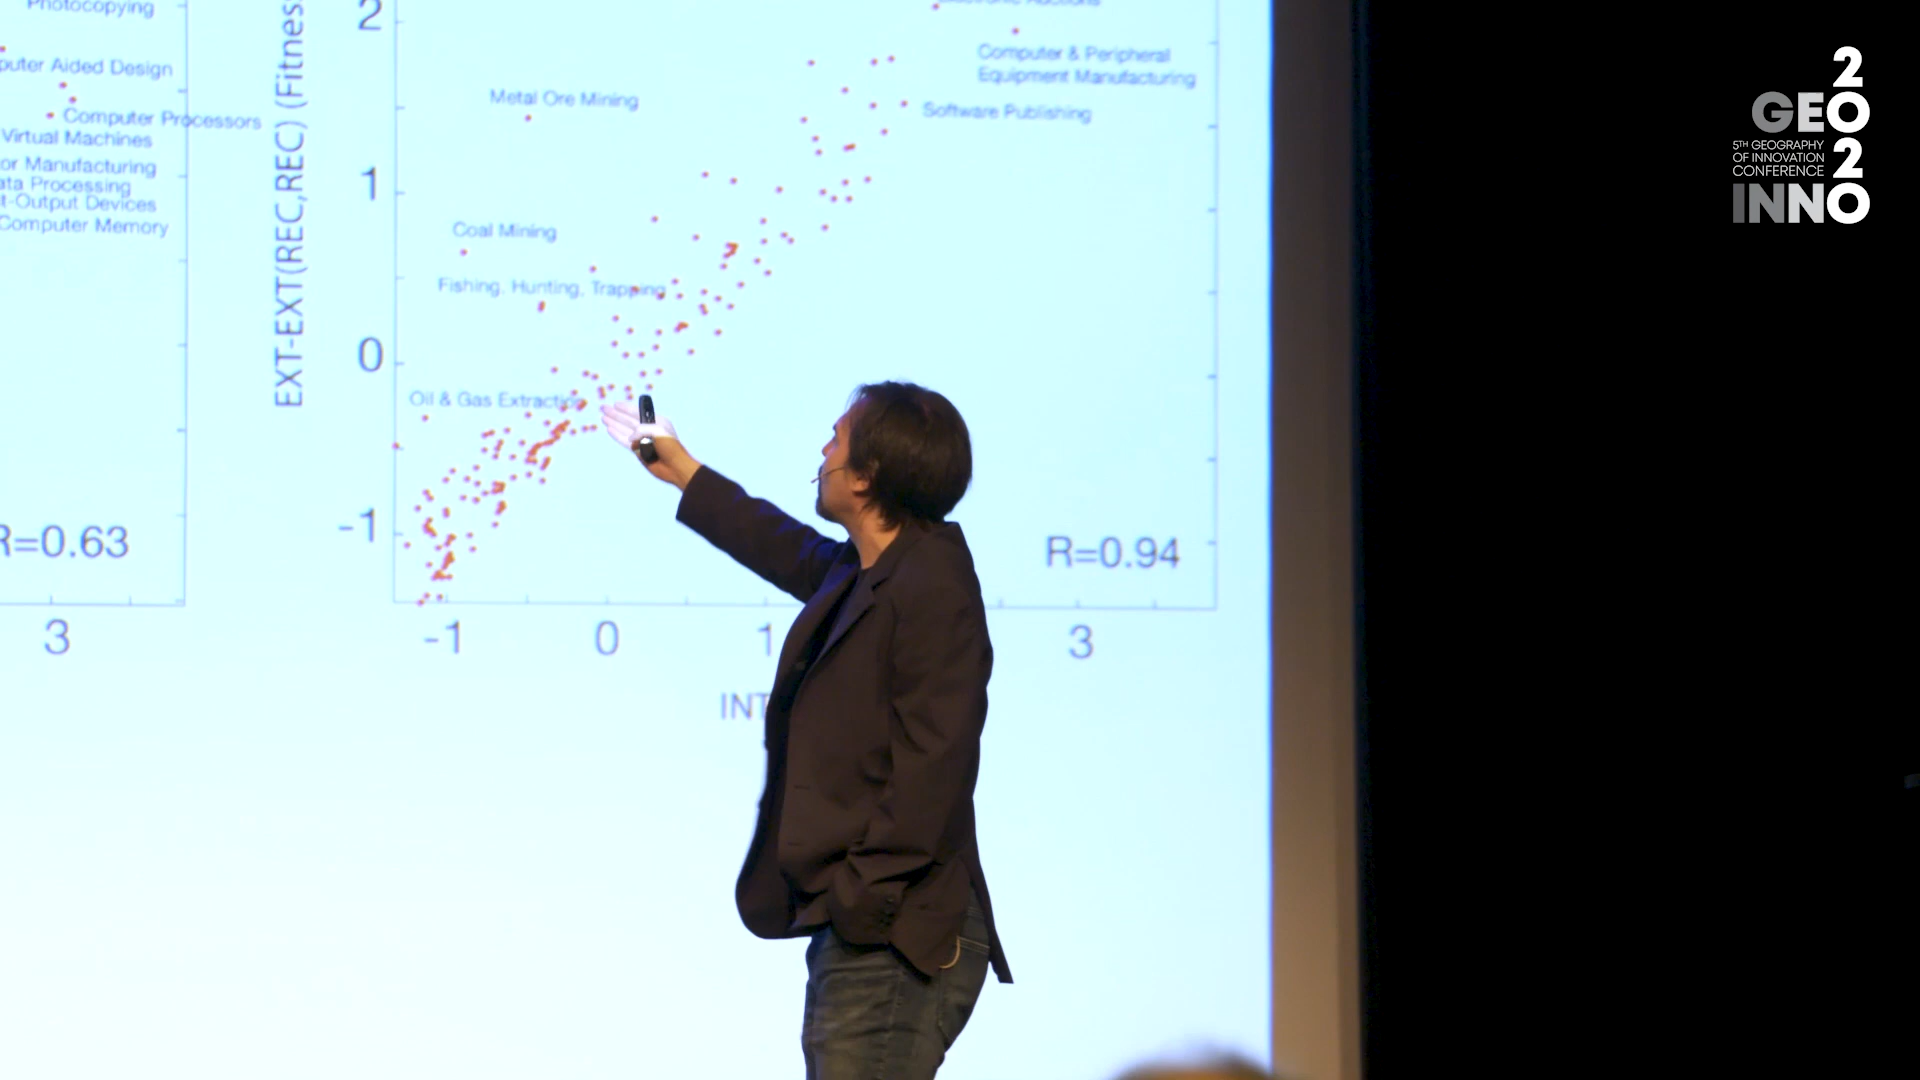 Photocopying
puter Aided Design
Computer Processors
Virtual Machines
or Manufacturing
ata Processing
t-Output Devices
Computer Memory
R=0.63
3
EXT-EXT(REC,REC) (Fitnes
2
1
0
-1
Electronic Auctions
Computer & Peripheral
Equipment Manufacturing
Metal Ore Mining
Software Publishing
Coal Mining
Fishing, Hunting, Trapping
Oil & Gas Extraction
R=0.94
-1
0
1
3
INT
2
GEO
5TH GEOGRAPHY
OF INNOVATION
CONFERENCE
2
INNO